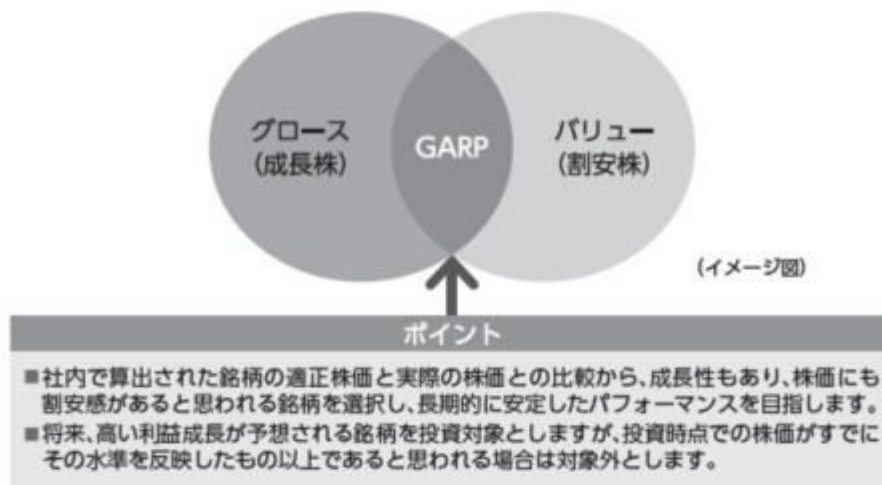 グロース
(成長株)
GARP
バリュー
(割安株)
(イメージ図)
ポイント
■社内で算出された銘柄の適正株価と実際の株価との比較から、成長性もあり、株価にも
割安感があると思われる銘柄を選択し、長期的に安定したパフォーマンスを目指します。
■将来、高い利益成長が予想される銘柄を投資対象としますが、投資時点での株価がすでに
その水準を反映したもの以上であると思われる場合は対象外とします。